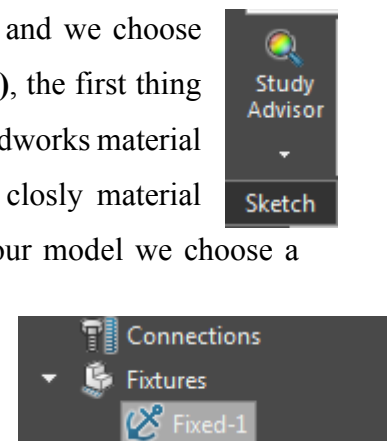 and we choose
), the first thing
dworks material
closly material
our model we choose a
Study
Advisor
Sketch
Connections
Fixtures
Fixed-1